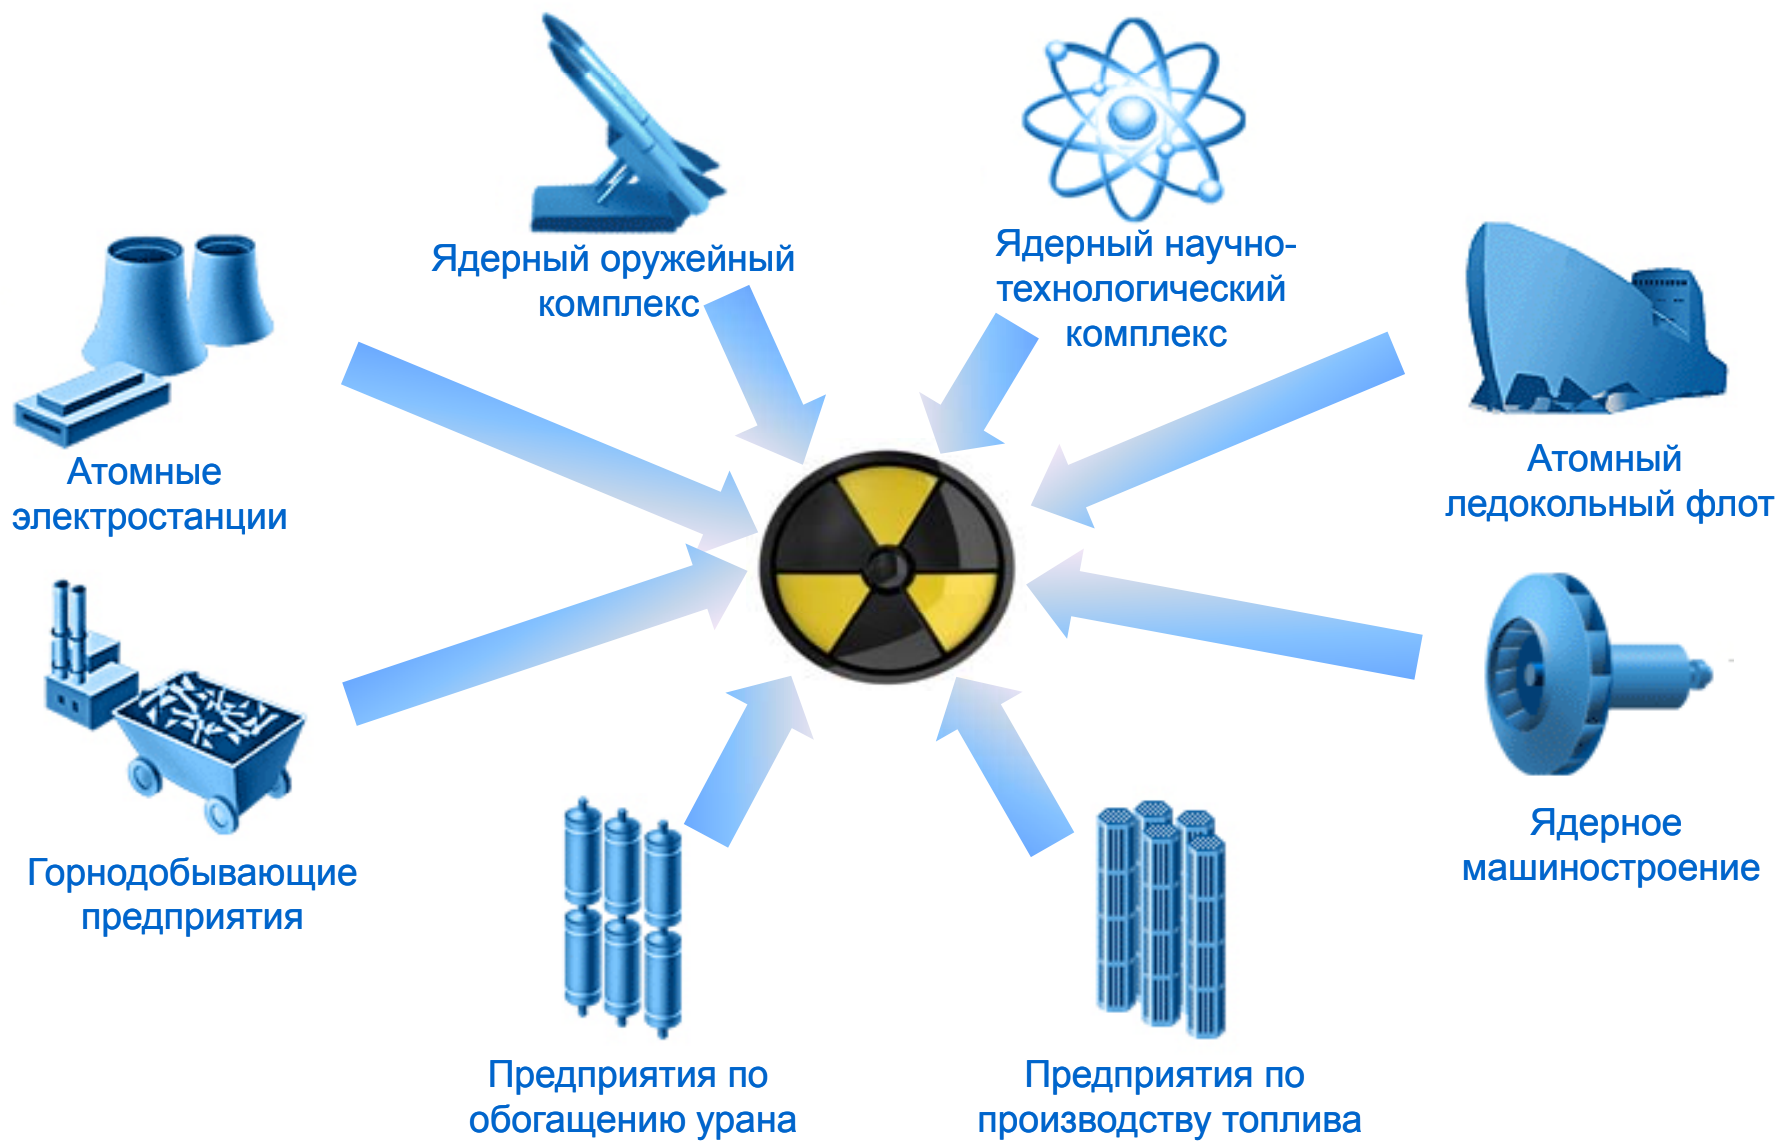 Ядерный оружейный
комплекс
Ядерный научно-
технологический
комплекс
Атомные
электростанции
Атомный
ледокольный флот
Горнодобывающие
предприятия
Ядерное
машиностроение
Предприятия по
обогащению урана
Предприятия по
производству топлива